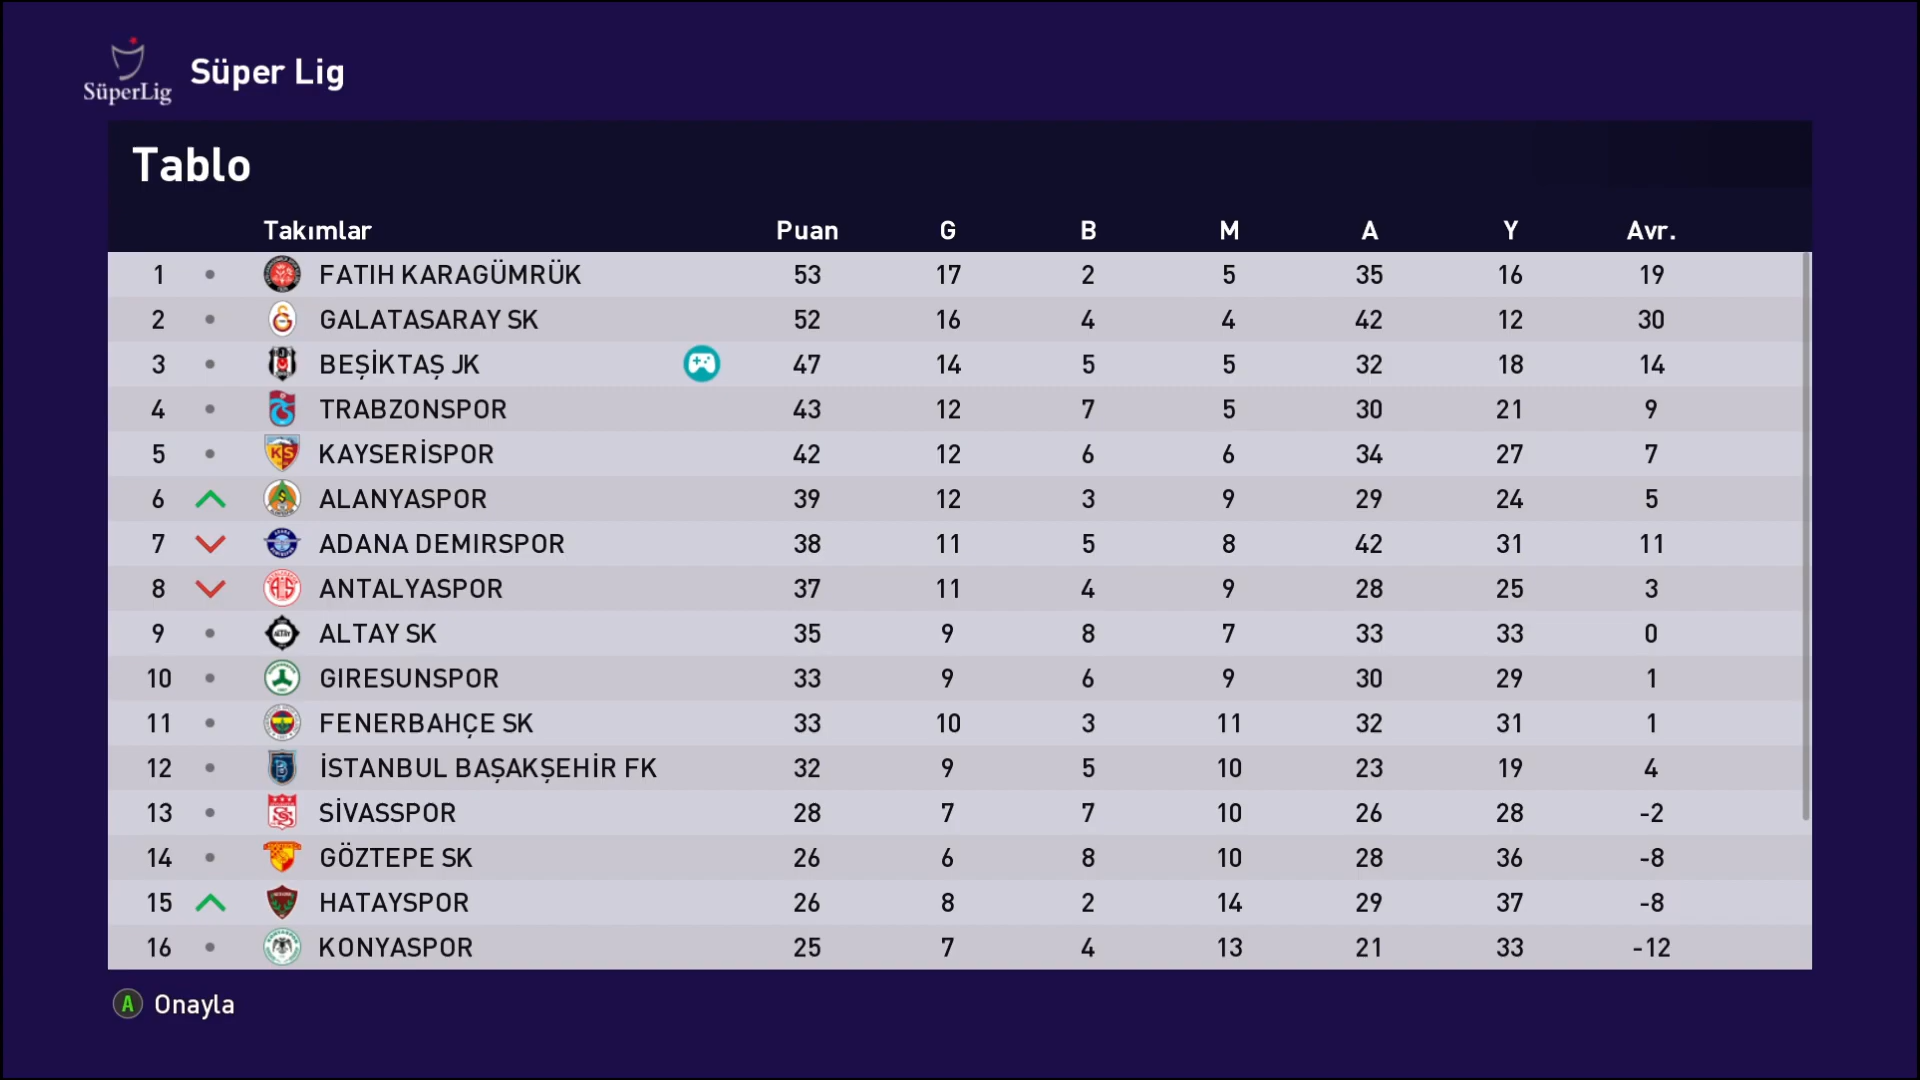 SüperLig Süper Lig
Tablo
Takımlar Puan G B M A Y Avr.
1 FATIH KARAGÜMRÜK 53 17 2 5 35 16 19
2 GALATASARAY SK 52 16 4 4 42 12 30
3 BEŞİKTAŞ JK 47 14 5 5 32 18 14
4 TRABZONSPOR 43 12 7 5 30 21 9
5 KAYSERİSPOR 42 12 6 6 34 27 7
6 ALANYASPOR 39 12 3 9 29 24 5
7 ADANA DEMIRSPOR 38 11 5 8 42 31 11
8 ANTALYASPOR 37 11 4 9 28 25 3
9 ALTAY SK 35 9 8 7 33 33 0
10 GIRESUNSPOR 33 9 6 9 30 29 1
11 FENERBAHÇE SK 33 10 3 11 32 31 1
12 İSTANBUL BAŞAKŞEHİR FK 32 9 5 10 23 19 4
13 SİVASSPOR 28 7 7 10 26 28 -2
14 GÖZTEPE SK 26 6 8 10 28 36 -8
15 HATAYSPOR 26 8 2 14 29 37 -8
16 KONYASPOR 25 7 4 13 21 33 -12
A Onayla